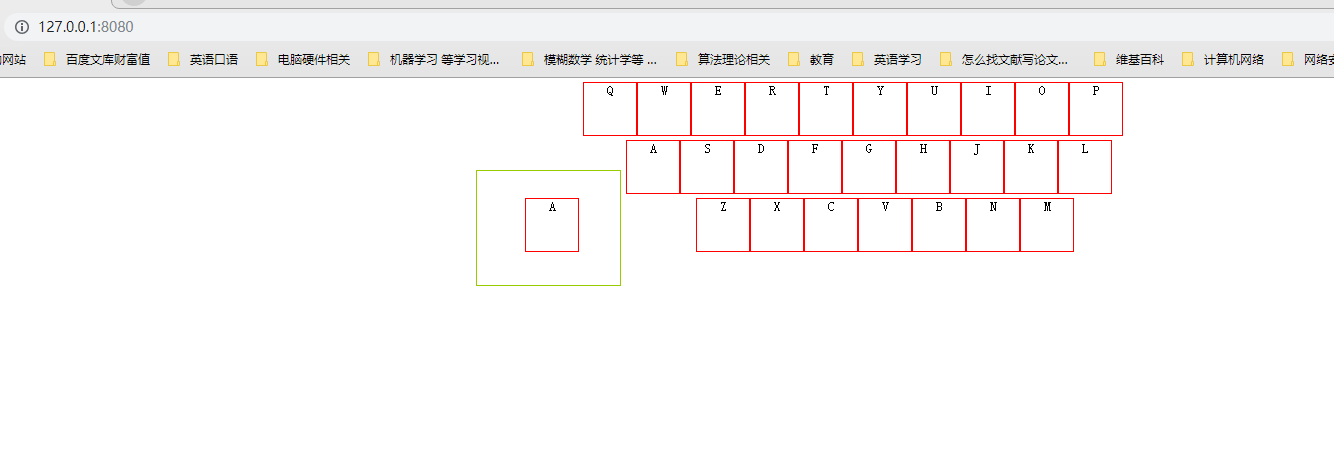 127.0.0.1:8080
网站 百度文库财富值 英语口语 电脑硬件相关 机器学习 等学习视... 模糊数学 统计学等 ... 算法理论相关 教育 英语学习 怎么找文献写论文... 维基百科 计算机网络 网络
Q W E R T Y U I O P
A S D F G H J K L
A Z X C V B N M